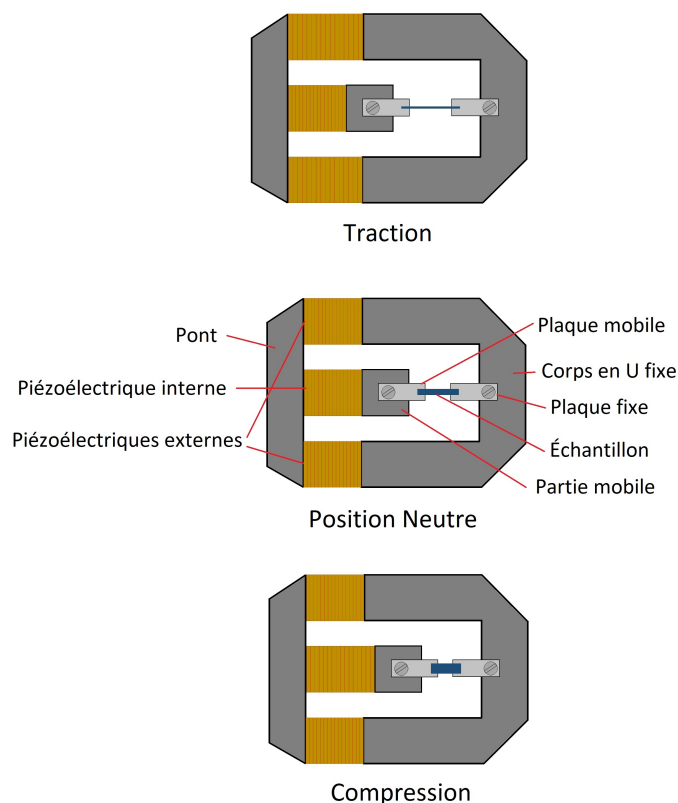 Traction
Pont
Plaque mobile
Piézoélectrique interne
Corps en U fixe
Plaque fixe
Piézoélectriques externes
Échantillon
Partie mobile
Position Neutre
Compression